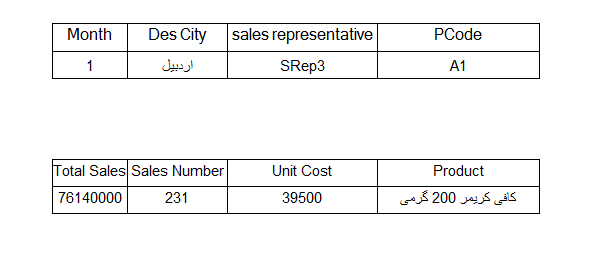 Month Des City sales representative PCode
1 اردبیل SRep3 A1
Total Sales Sales Number Unit Cost Product
76140000 231 39500 کافی کریمر 200 گرمی